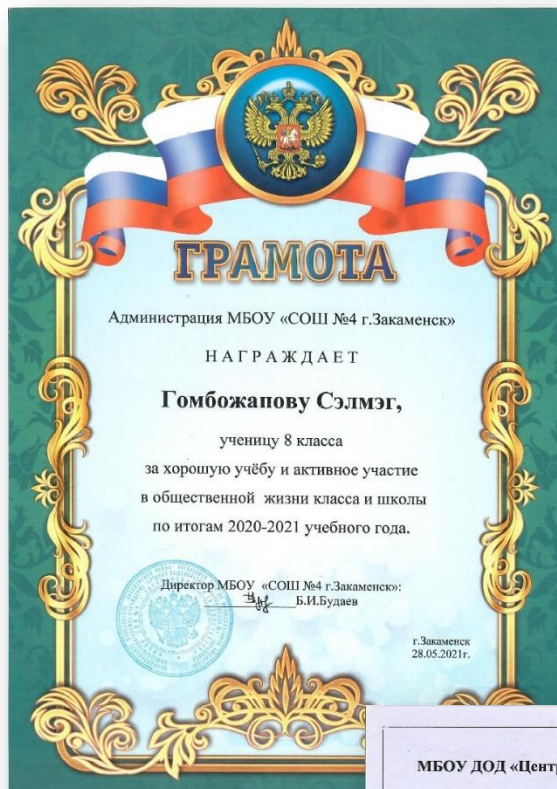 ГРАМОТА
Администрация МБОУ «СОШ №4 г.Закаменск»
НАГРАЖДАЕТ
Гомбожапову Сэлмэг,
ученицу 8 класса
за хорошую учёбу и активное участие
в общественной жизни класса и школы
по итогам 2020-2021 учебного года.
Директор МБОУ «СОШ №4 г.Закаменск»:
Б.И.Будаев
г.Закаменск
28.05.2021г.
МБОУ ДОД «Центр